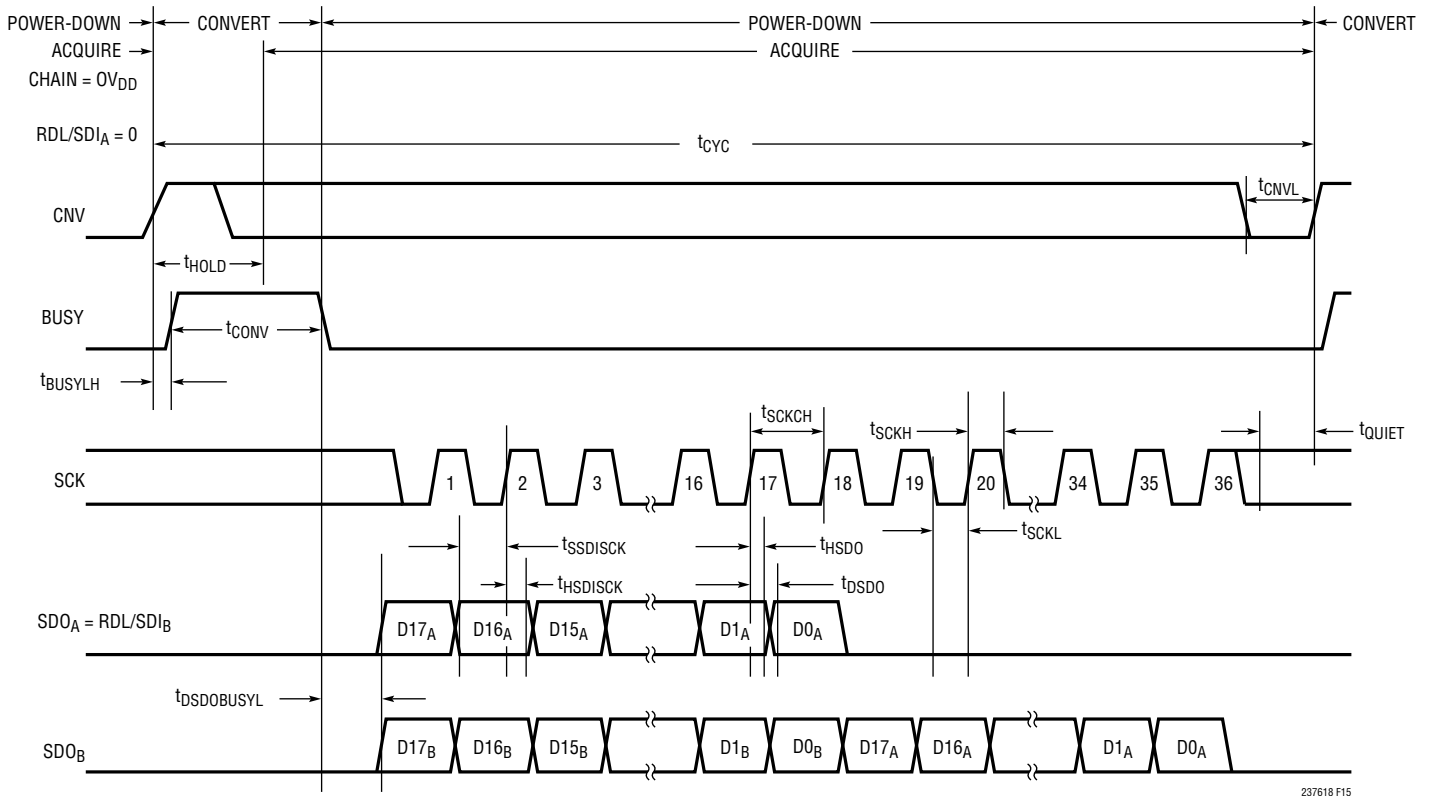 POWER-DOWN CONVERT POWER-DOWN CONVERT
ACQUIRE ACQUIRE
CHAIN = OVDD
RDL/SDIA = 0
tCYC
tCNVL
CNV
tHOLD
BUSY
tCONV
tBUSYLH
tSCKCH
tSCKH
tQUIET
SCK 1 2 3 16 17 18 19 20 34 35 36
tSCKL
tSSDISCK tHSDO
tHSDISCK tDSDO
SDOA = RDL/SDIB D17A D16A D15A D1A D0A
tDSDOBUSYL
SDOB D17B D16B D15B D1B D0B D17A D16A D1A D0A
237618 F15